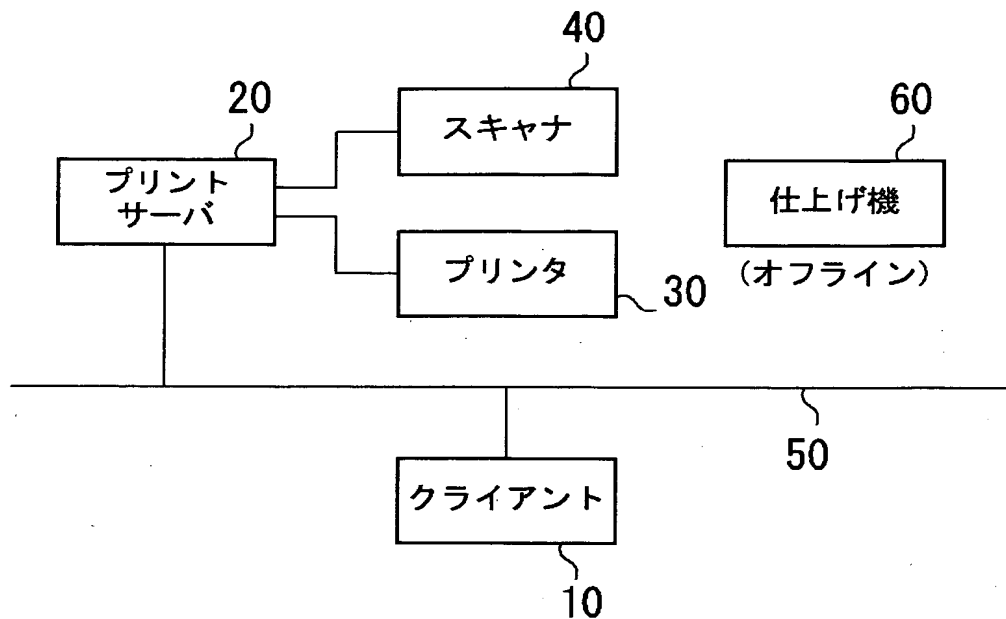 40
スキャナ
20
プリント
サーバ
60
仕上げ機
(オフライン)
プリンタ
30
50
クライアント
10